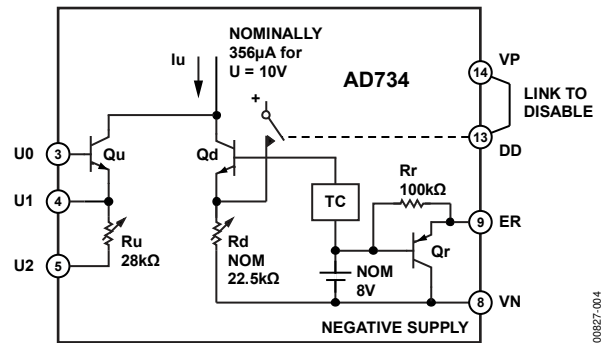 NOMINALLY
356µA for
U = 10V
Iu
AD734
VP
14
LINK TO
DISABLE
+
13
DD
U0
3
Qu
Qd
Rr
100kΩ
U1
4
TC
9
ER
Ru
28kΩ
Rd
NOM
22.5kΩ
Qr
U2
5
NOM
8V
8
VN
NEGATIVE SUPPLY
00827-004